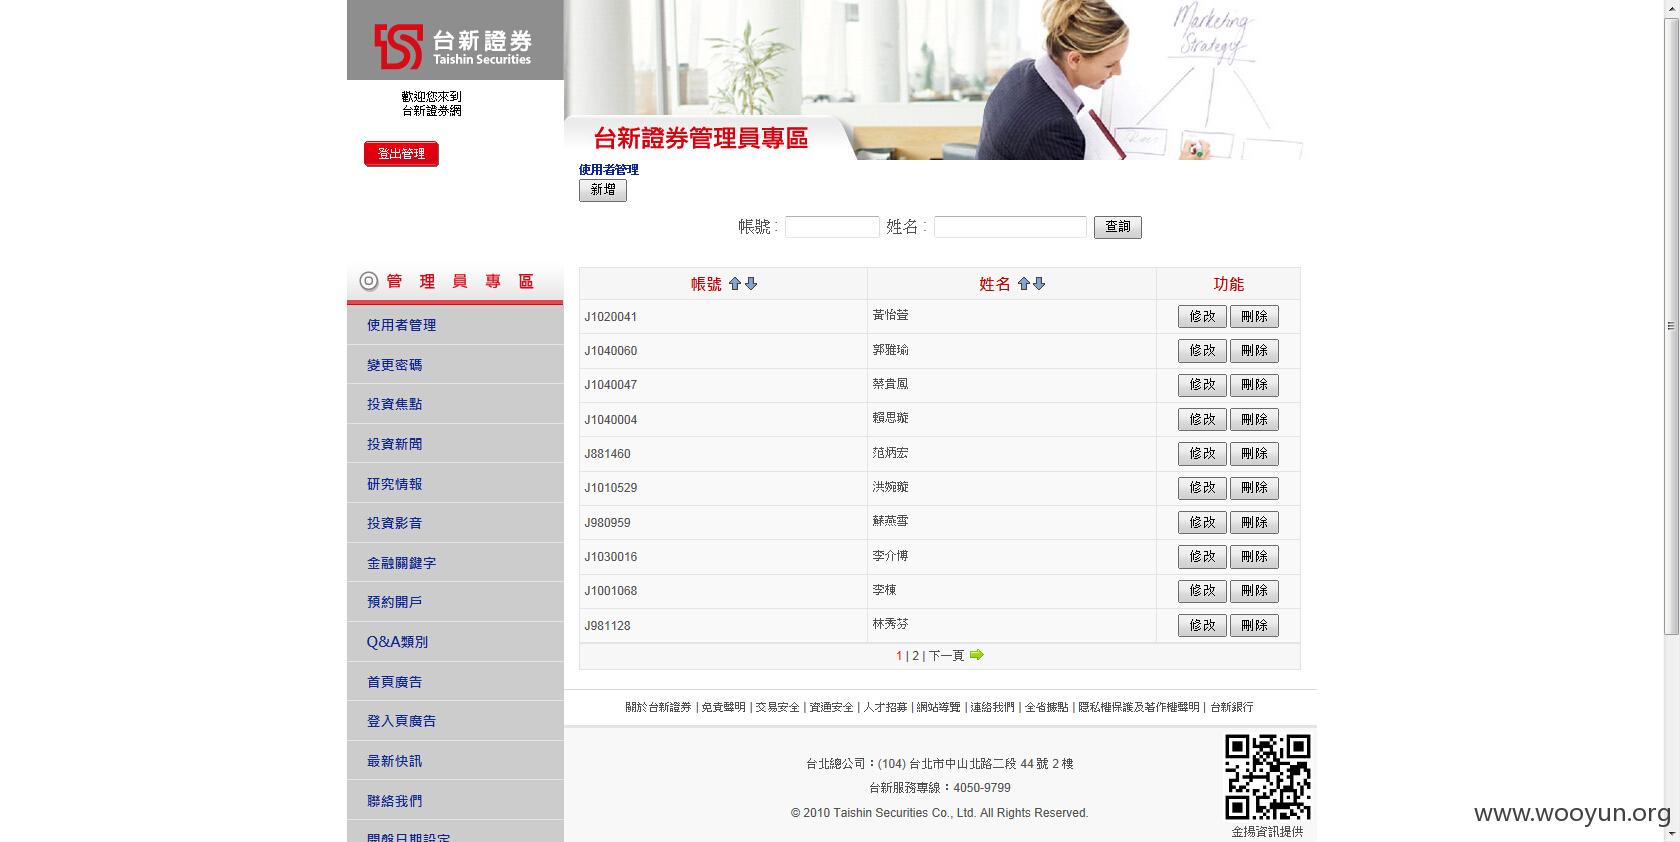 台新證券
Taishin Securities
Marketing
Strategy
歡迎您來到
台新證券網
登出管理
台新證券管理員專區
使用者管理
新增
帳號 : 姓名 : 查詢
管 理 員 專 區
使用者管理
變更密碼
投資焦點
投資新聞
研究情報
投資影音
金融關鍵字
預約開戶
Q&A類別
首頁廣告
登入頁廣告
最新快訊
聯絡我們
開盤日期設定
帳號 姓名 功能
J1020041 黃怡萱 修改 刪除
J1040060 郭雅瑜 修改 刪除
J1040047 蔡貴鳳 修改 刪除
J1040004 賴思璇 修改 刪除
J881460 范炳宏 修改 刪除
J1010529 洪婉璇 修改 刪除
J980959 蘇燕雪 修改 刪除
J1030016 李介博 修改 刪除
J1001068 李棟 修改 刪除
J981128 林秀芬 修改 刪除
1 | 2 | 下一頁
關於台新證券 | 免責聲明 | 交易安全 | 資通安全 | 人才招募 | 網站導覽 | 連絡我們 | 全省據點 | 隱私權保護及著作權聲明 | 台新銀行
台北總公司：(104) 台北市中山北路二段 44 號 2 樓
台新服務專線：4050-9799
© 2010 Taishin Securities Co., Ltd. All Rights Reserved.
金揚資訊提供
www.wooyun.org